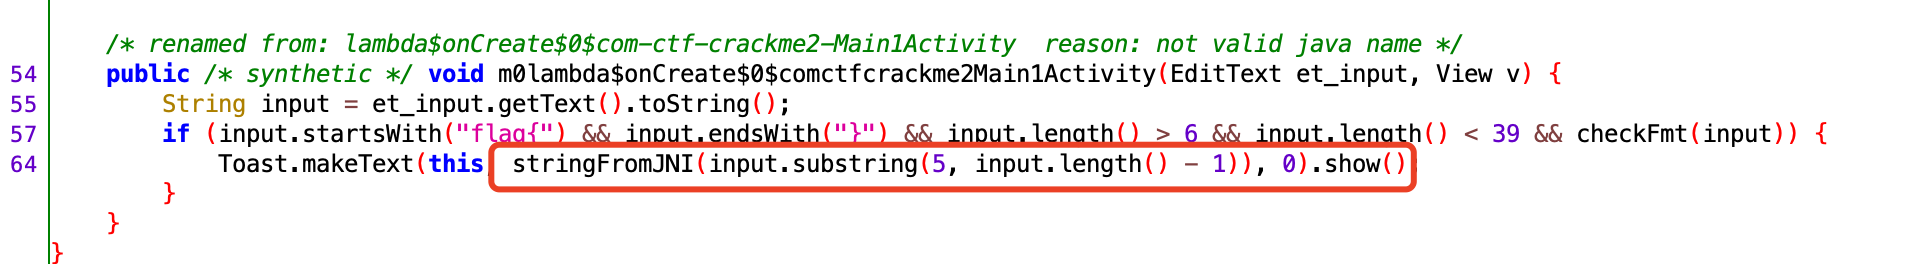 /* renamed from: lambda$onCreate$0$com-ctf-crackme2-Main1Activity  reason: not valid java name */
54 public /* synthetic */ void m0lambda$onCreate$0$comctfcrackme2Main1Activity(EditText et_input, View v) {
55 String input = et_input.getText().toString();
57 if (input.startsWith("flag{") && input.endsWith("}") && input.length() > 6 && input.length() < 39 && checkFmt(input)) {
64 Toast.makeText(this stringFromJNI(input.substring(5, input.length() - 1)), 0).show()
}
}
}